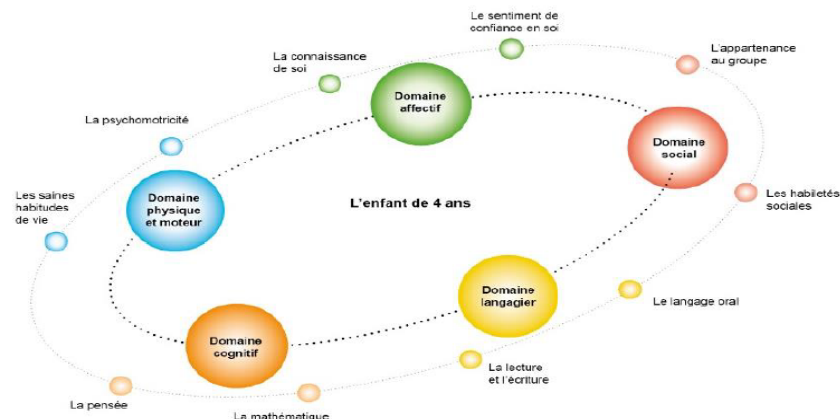 Le sentiment de
confiance en soi
La connaissance
de soi
L'appartenance
au groupe
Domaine
affectif
La psychomotricité
Domaine
social
Les saines
habitudes
de vie
Domaine
physique
et moteur
L'enfant de 4 ans
Les habiletés
sociales
Domaine
langagier
Le langage oral
Domaine
cognitif
La lecture
et l'écriture
La pensée
La mathématique